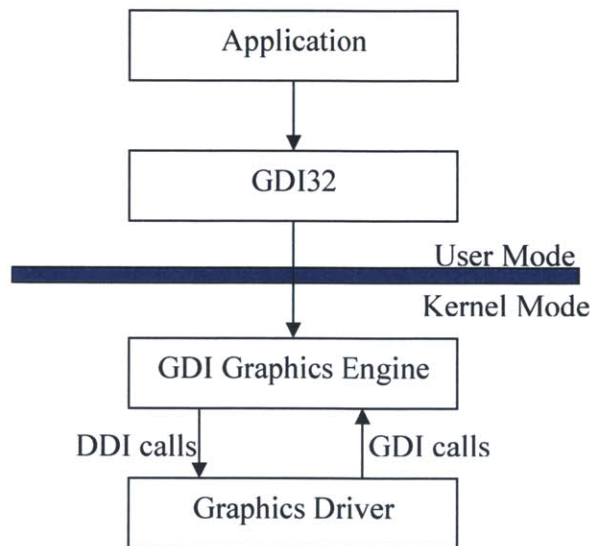 Application
GDI32
User Mode
Kernel Mode
GDI Graphics Engine
DDI calls
GDI calls
Graphics Driver